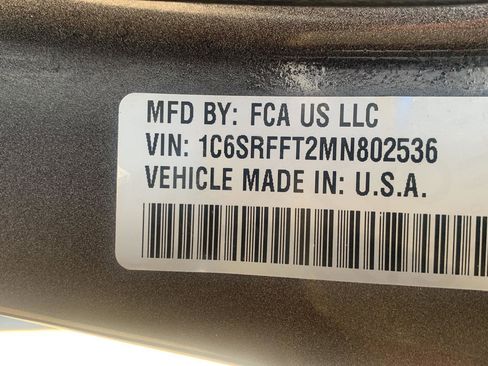 MFD BY: FCA US LLC
VIN: 1C6SRFFT2MN802536
VEHICLE MADE IN: U.S.A.